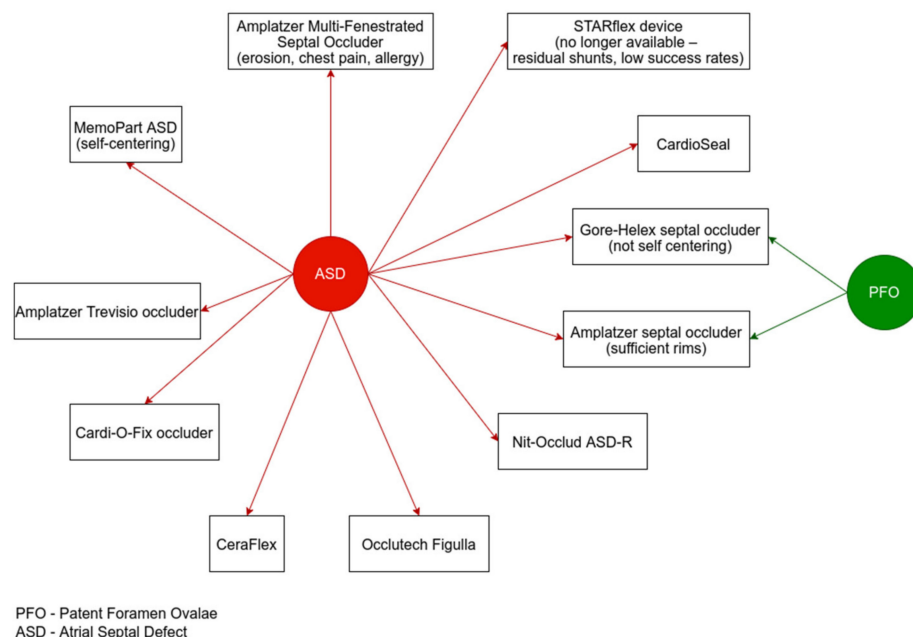 Amplatzer Multi-Fenestrated
Septal Occluder
(erosion, chest pain, allergy)
STARflex device
(no longer available –
residual shunts, low success rates)
MemoPart ASD
(self-centering)
CardioSeal
Gore-Helex septal occluder
(not self centering)
ASD
PFO
Amplatzer Trevisio occluder
Amplatzer septal occluder
(sufficient rims)
Cardi-O-Fix occluder
Nit-Occlud ASD-R
CeraFlex
Occlutech Figulla
PFO - Patent Foramen Ovalae
ASD - Atrial Septal Defect